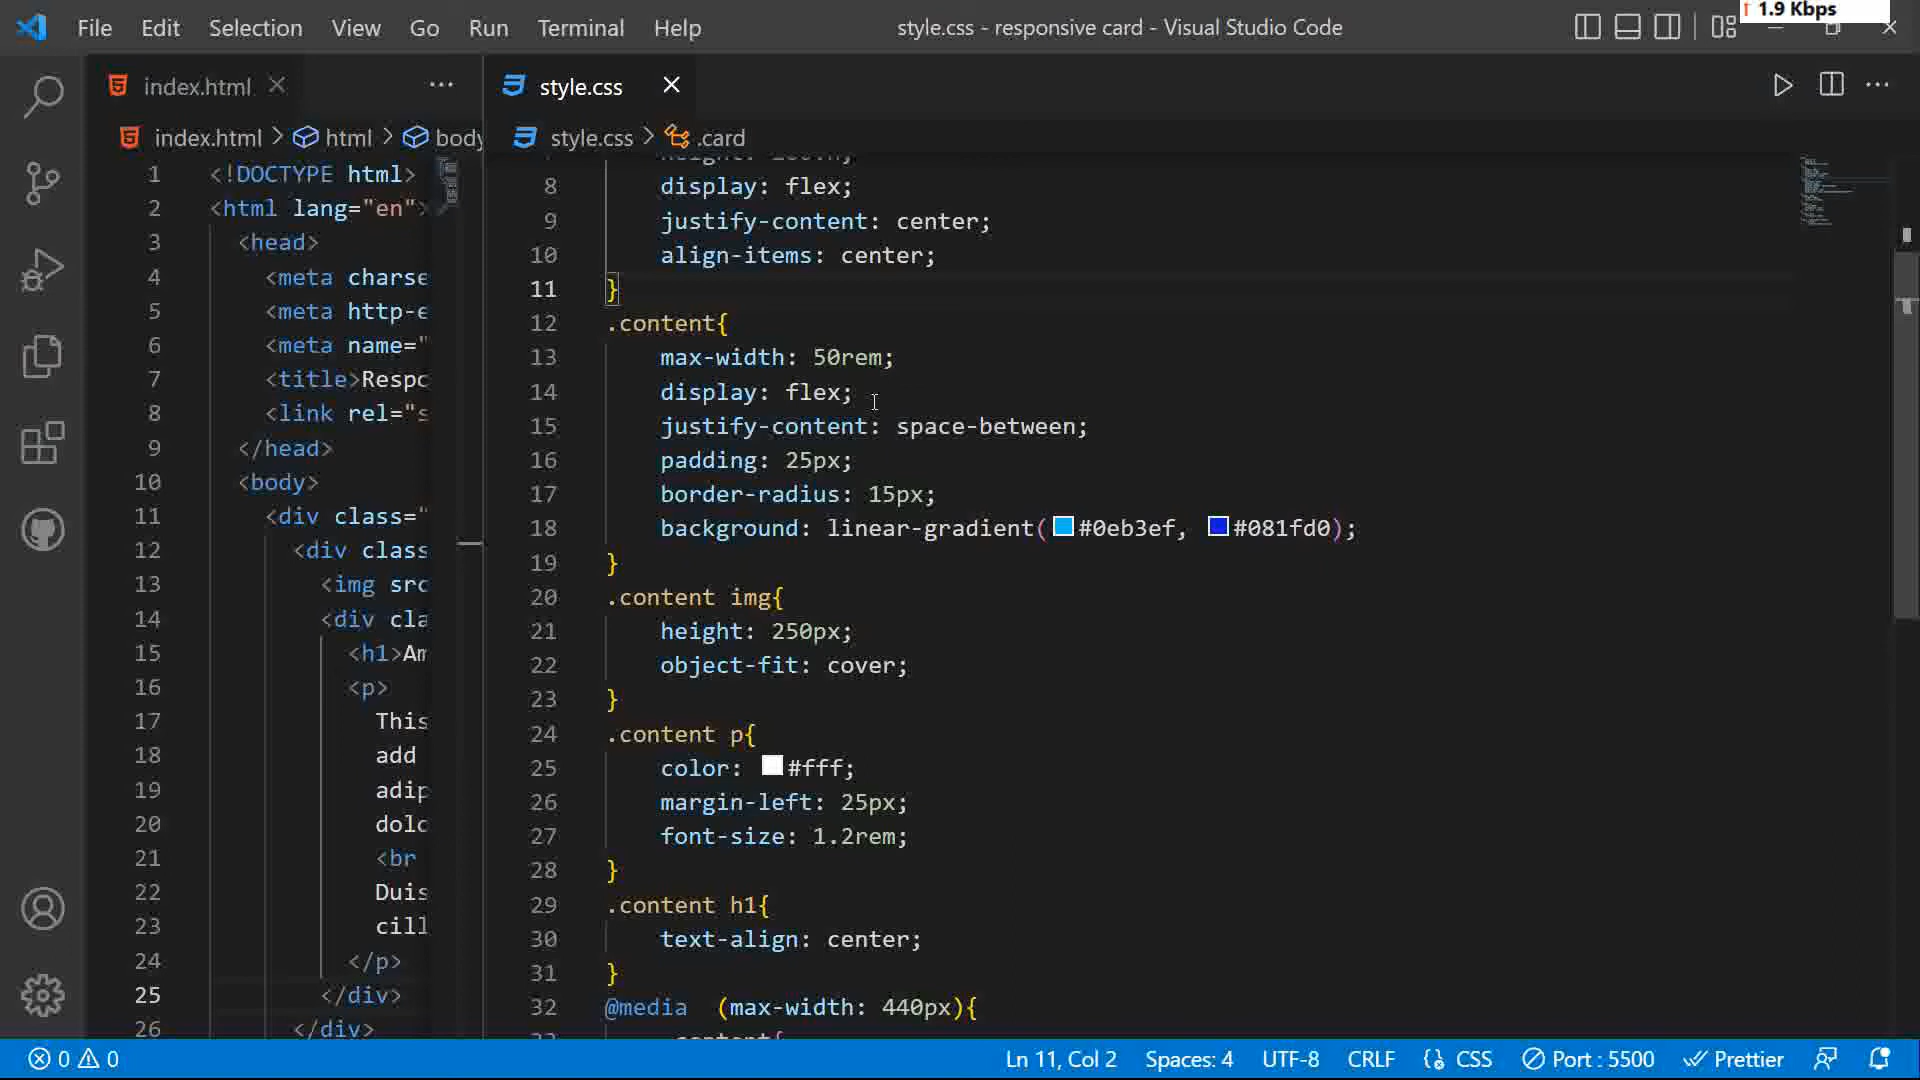 File Edit Selection View Go Run Terminal Help
style.css - responsive card - Visual Studio Code
1.9 Kbps
index.html
style.css
index.html > html > body
style.css > .card
1 <!DOCTYPE html>
2 <html lang="en">
3 <head>
4 <meta charse
5 <meta http-e
6 <meta name="
7 <title>Respo
8 <link rel="s
9 </head>
10 <body>
11 <div class="
12 <div class
13 <img src
14 <div cla
15 <h1>Am
16 <p>
17 This
18 add
19 adip
20 dolo
21 <br
22 Duis
23 cill
24 </p>
25 </div>
26 </div>
8 display: flex;
9 justify-content: center;
10 align-items: center;
11 }
12 .content{
13 max-width: 50rem;
14 display: flex;
15 justify-content: space-between;
16 padding: 25px;
17 border-radius: 15px;
18 background: linear-gradient(#0eb3ef, #081fd0);
19 }
20 .content img{
21 height: 250px;
22 object-fit: cover;
23 }
24 .content p{
25 color: #fff;
26 margin-left: 25px;
27 font-size: 1.2rem;
28 }
29 .content h1{
30 text-align: center;
31 }
32 @media (max-width: 440px){
0 0
Ln 11, Col 2 Spaces: 4 UTF-8 CRLF CSS Port : 5500 Prettier